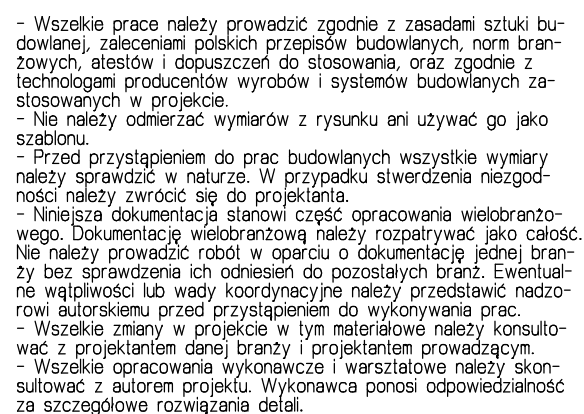 - Wszelkie prace należy prowadzić zgodnie z zasadami sztuki bu-
dowlanej, zaleceniami polskich przepisów budowlanych, norm bran-
żowych, atestów i dopuszczeń do stosowania, oraz zgodnie z
technologami producentów wyrobów i systemów budowlanych za-
stosowanych w projekcie.
- Nie należy odmierzać wymiarów z rysunku ani używać go jako
szablonu.
- Przed przystąpieniem do prac budowlanych wszystkie wymiary
należy sprawdzić w naturze. W przypadku stwerdzenia niezgod-
ności należy zwrócić się do projektanta.
- Niniejsza dokumentacja stanowi część opracowania wielobranżo-
wego. Dokumentację wielobranżową należy rozpatrywać jako całość.
Nie należy prowadzić robót w oparciu o dokumentację jednej bran-
ży bez sprawdzenia ich odniesień do pozostałych branż. Ewentual-
ne wątpliwości lub wady koordynacyjne należy przedstawić nadzo-
rowi autorskiemu przed przystąpieniem do wykonywania prac.
- Wszelkie zmiany w projekcie w tym materiałowe należy konsulto-
wać z projektantem danej branży i projektantem prowadzącym.
- Wszelkie opracowania wykonawcze i warsztatowe należy skon-
sultować z autorem projektu. Wykonawca ponosi odpowiedzialność
za szczegółowe rozwiązania detali.